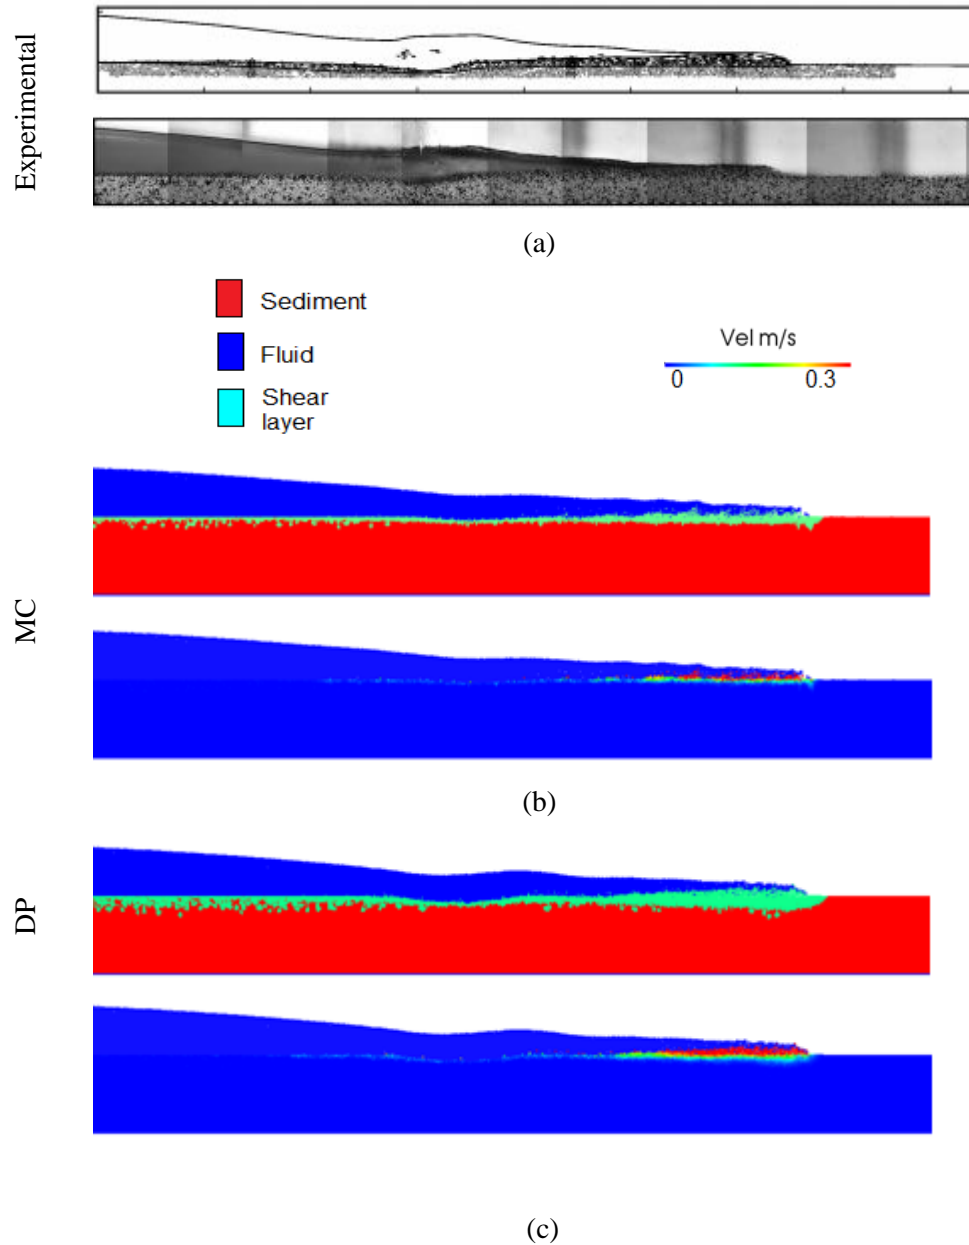 Experimental
(a)
Sediment
Fluid
Shear
layer
Vel m/s
0 0.3
MC
(b)
DP
(c)